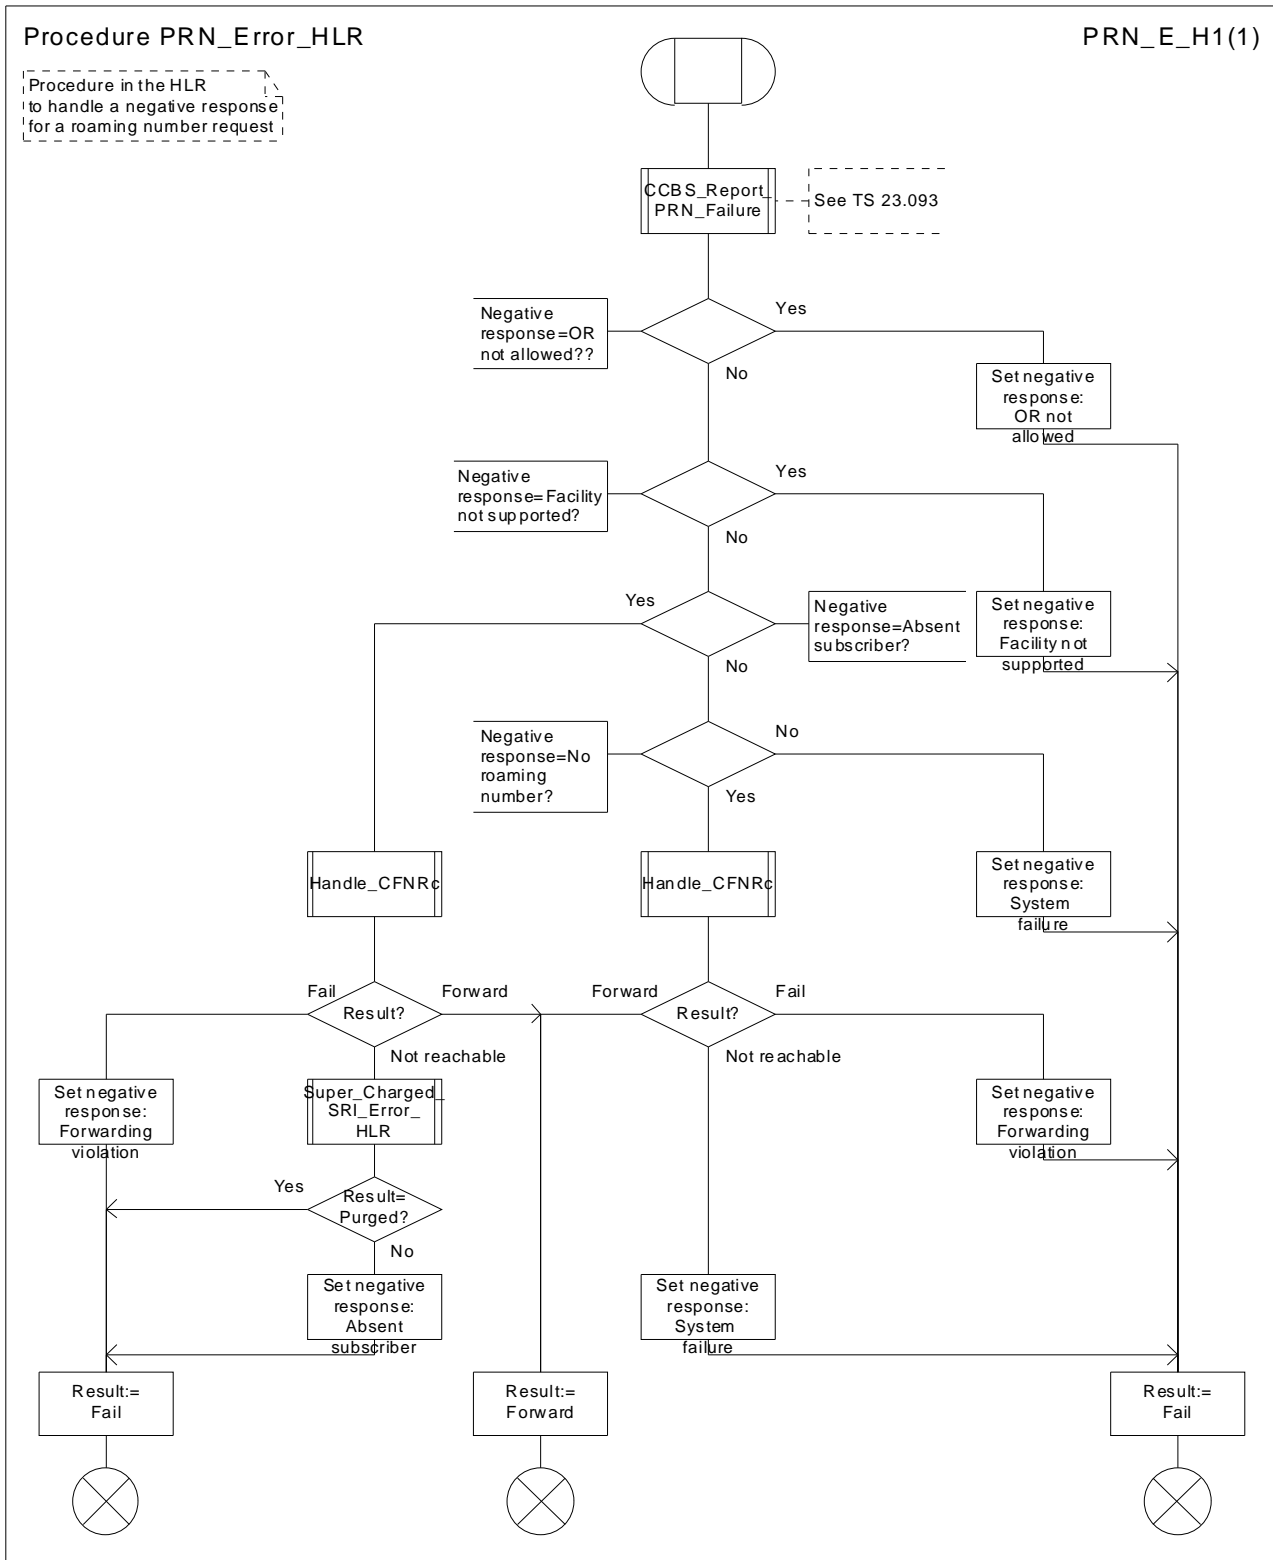 Procedure PRN_Error_HLR
PRN_E_H1(1)
Procedure in the HLR
to handle a negative response
for a roaming number request
CCBS_Report_
PRN_Failure
See TS 23.093
Negative
response=OR
not allowed??
Yes
No
Set negative
response:
OR not
allowed
Negative
response=Facility
not supported?
Yes
No
Set negative
response:
Facility not
supported
Yes
Negative
response=Absent
subscriber?
No
Negative
response=No
roaming
number?
No
Yes
Set negative
response:
System
failure
Handle_CFNRc
Handle_CFNRc
Fail
Result?
Forward
Not reachable
Forward
Result?
Fail
Not reachable
Set negative
response:
Forwarding
violation
Super_Charged_
SRI_Error_
HLR
Set negative
response:
Forwarding
violation
Yes
Result=
Purged?
No
Set negative
response:
Absent
subscriber
Set negative
response:
System
failure
Result:=
Fail
Result:=
Forward
Result:=
Fail